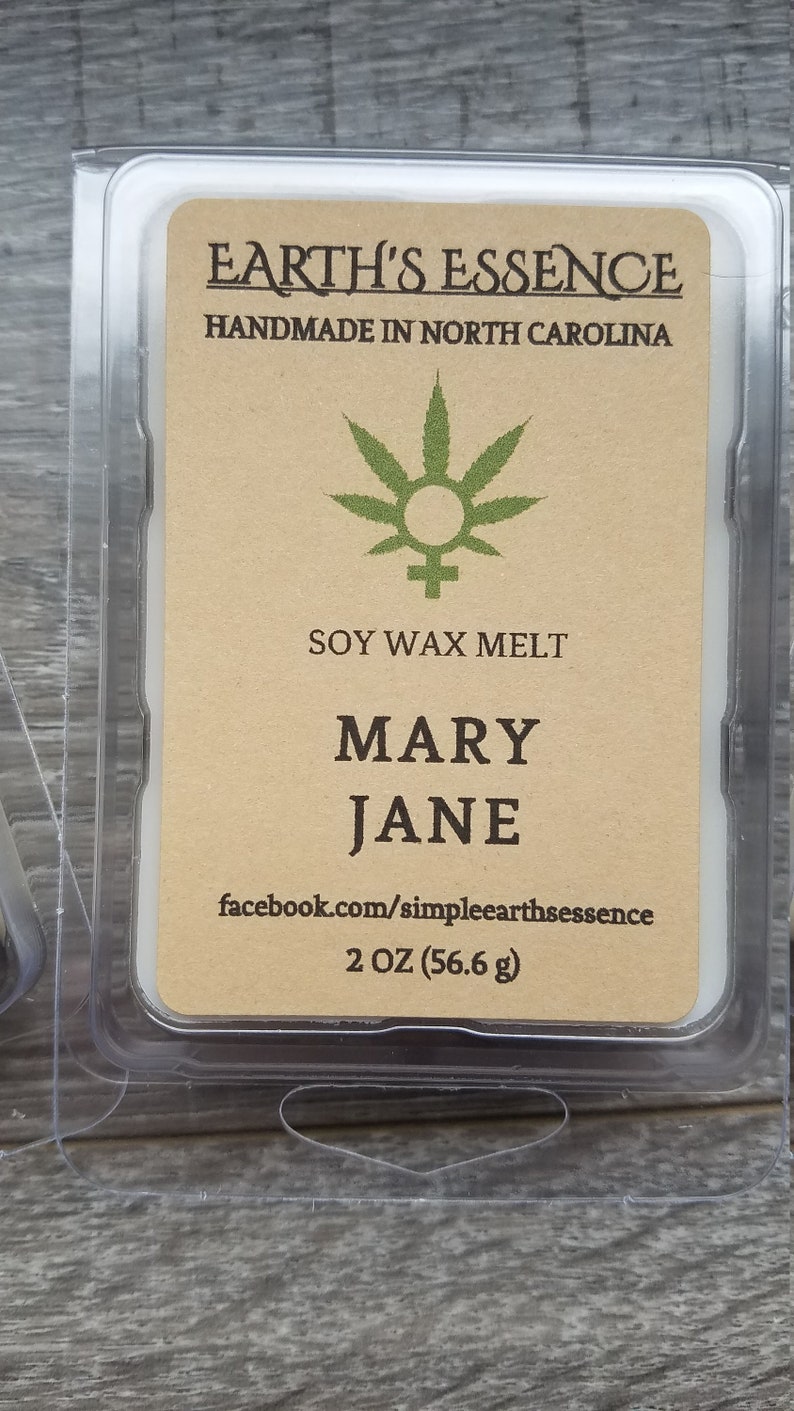 EARTH'S ESSENCE
HANDMADE IN NORTH CAROLINA
SOY WAX MELT
MARY
JANE
facebook.com/simpleearthsessence
2 OZ (56.6 g)